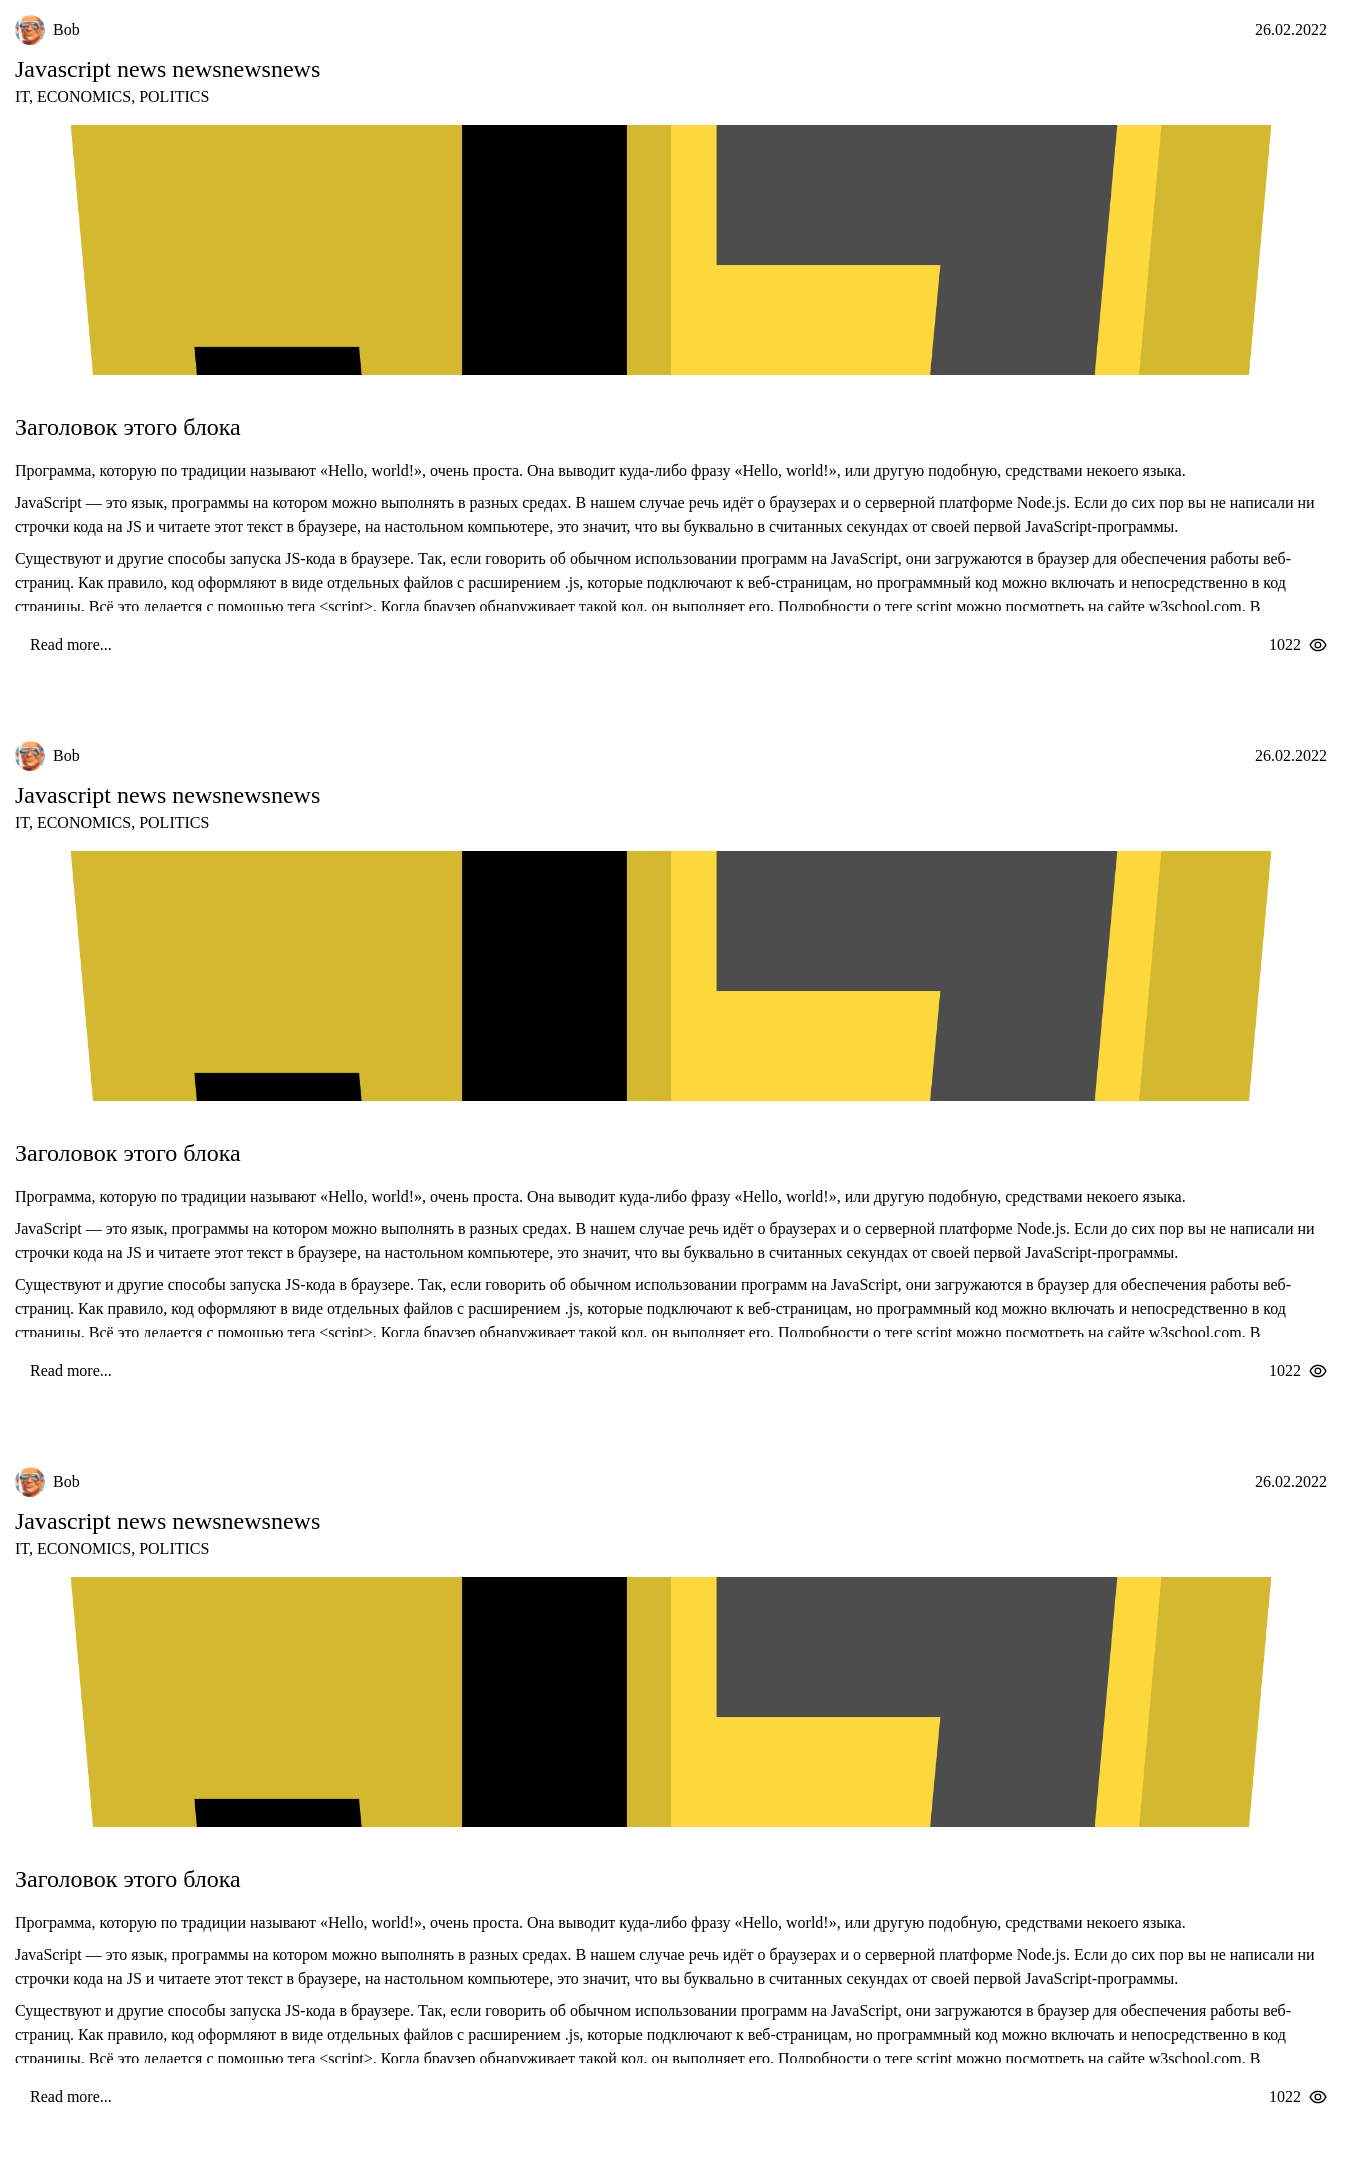 Bob 26.02.2022
Javascript news newsnewsnews
IT, ECONOMICS, POLITICS
Заголовок этого блока
Программа, которую по традиции называют «Hello, world!», очень проста. Она выводит куда-либо фразу «Hello, world!», или другую подобную, средствами некоего языка.
JavaScript — это язык, программы на котором можно выполнять в разных средах. В нашем случае речь идёт о браузерах и о серверной платформе Node.js. Если до сих пор вы не написали ни
строчки кода на JS и читаете этот текст в браузере, на настольном компьютере, это значит, что вы буквально в считанных секундах от своей первой JavaScript-программы.
Существуют и другие способы запуска JS-кода в браузере. Так, если говорить об обычном использовании программ на JavaScript, они загружаются в браузер для обеспечения работы веб-
страниц. Как правило, код оформляют в виде отдельных файлов с расширением .js, которые подключают к веб-страницам, но программный код можно включать и непосредственно в код
страницы. Всё это делается с помощью тега <script>. Когда браузер обнаруживает такой код, он выполняет его. Подробности о теге script можно посмотреть на сайте w3school.com. В
Read more... 1022
Bob 26.02.2022
Javascript news newsnewsnews
IT, ECONOMICS, POLITICS
Заголовок этого блока
Программа, которую по традиции называют «Hello, world!», очень проста. Она выводит куда-либо фразу «Hello, world!», или другую подобную, средствами некоего языка.
JavaScript — это язык, программы на котором можно выполнять в разных средах. В нашем случае речь идёт о браузерах и о серверной платформе Node.js. Если до сих пор вы не написали ни
строчки кода на JS и читаете этот текст в браузере, на настольном компьютере, это значит, что вы буквально в считанных секундах от своей первой JavaScript-программы.
Существуют и другие способы запуска JS-кода в браузере. Так, если говорить об обычном использовании программ на JavaScript, они загружаются в браузер для обеспечения работы веб-
страниц. Как правило, код оформляют в виде отдельных файлов с расширением .js, которые подключают к веб-страницам, но программный код можно включать и непосредственно в код
страницы. Всё это делается с помощью тега <script>. Когда браузер обнаруживает такой код, он выполняет его. Подробности о теге script можно посмотреть на сайте w3school.com. В
Read more... 1022
Bob 26.02.2022
Javascript news newsnewsnews
IT, ECONOMICS, POLITICS
Заголовок этого блока
Программа, которую по традиции называют «Hello, world!», очень проста. Она выводит куда-либо фразу «Hello, world!», или другую подобную, средствами некоего языка.
JavaScript — это язык, программы на котором можно выполнять в разных средах. В нашем случае речь идёт о браузерах и о серверной платформе Node.js. Если до сих пор вы не написали ни
строчки кода на JS и читаете этот текст в браузере, на настольном компьютере, это значит, что вы буквально в считанных секундах от своей первой JavaScript-программы.
Существуют и другие способы запуска JS-кода в браузере. Так, если говорить об обычном использовании программ на JavaScript, они загружаются в браузер для обеспечения работы веб-
страниц. Как правило, код оформляют в виде отдельных файлов с расширением .js, которые подключают к веб-страницам, но программный код можно включать и непосредственно в код
страницы. Всё это делается с помощью тега <script>. Когда браузер обнаруживает такой код, он выполняет его. Подробности о теге script можно посмотреть на сайте w3school.com. В
Read more... 1022